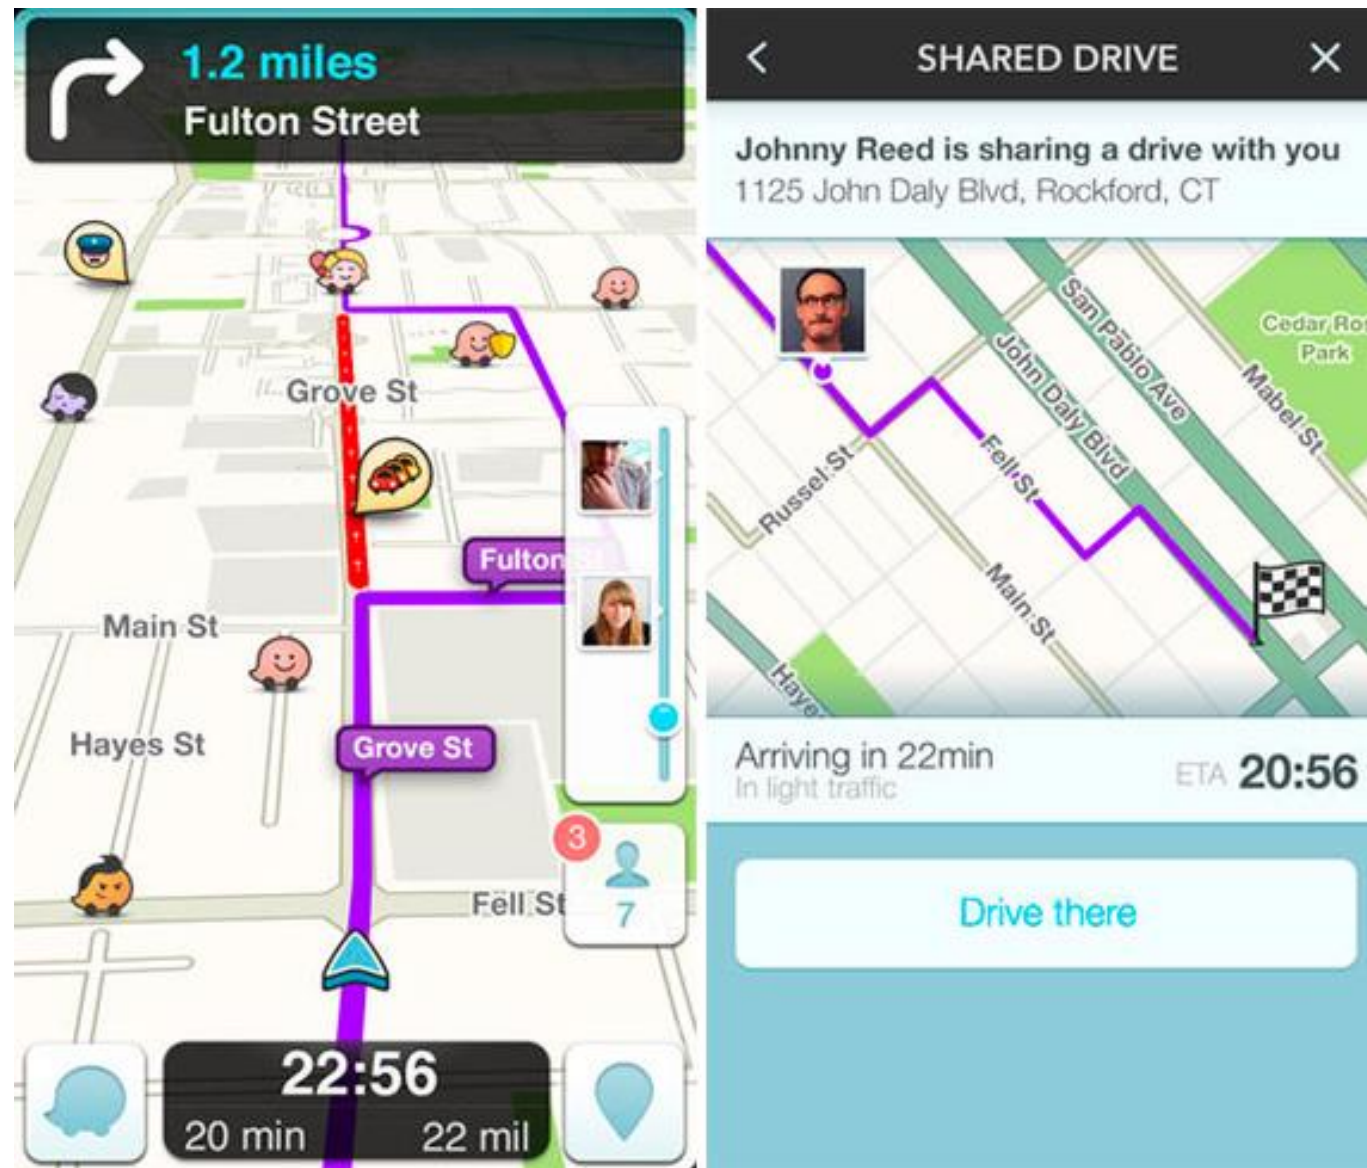 1.2 miles
Fulton Street
Grove St
Fulton
Main St
Hayes St
Grove St
3
Fell St
7
22:56
20 min 22 mil
SHARED DRIVE
Johnny Reed is sharing a drive with you
1125 John Daly Blvd, Rockford, CT
San Pablo Ave
Cedar
Park
John Daly Blvd
Mabel St
Fell St
Russel St
Main St
Haye
Arriving in 22min
In light traffic
ETA 20:56
Drive there